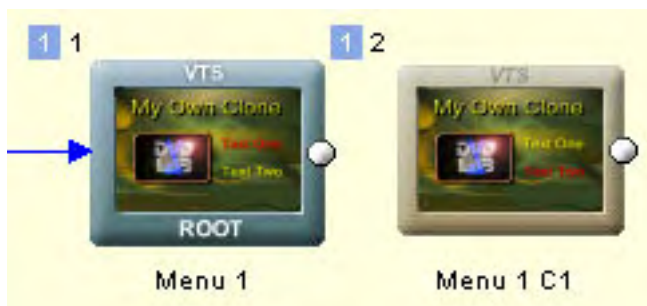 1 1
1 2
VTS
VTS
My Own Clone
Text One
Text Two
My Own Clone
Text One
Text Two
ROOT
Menu 1
Menu 1 C1